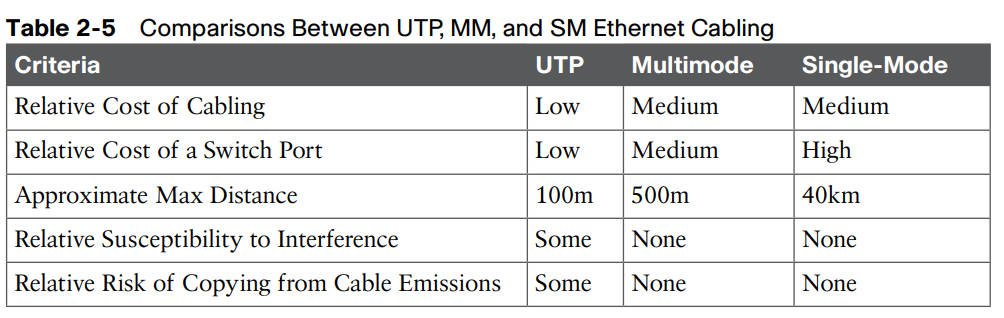 Table 2-5 Comparisons Between UTP, MM, and SM Ethernet Cabling
Criteria UTP Multimode Single-Mode
Relative Cost of Cabling Low Medium Medium
Relative Cost of a Switch Port Low Medium High
Approximate Max Distance 100m 500m 40km
Relative Susceptibility to Interference Some None None
Relative Risk of Copying from Cable Emissions Some None None